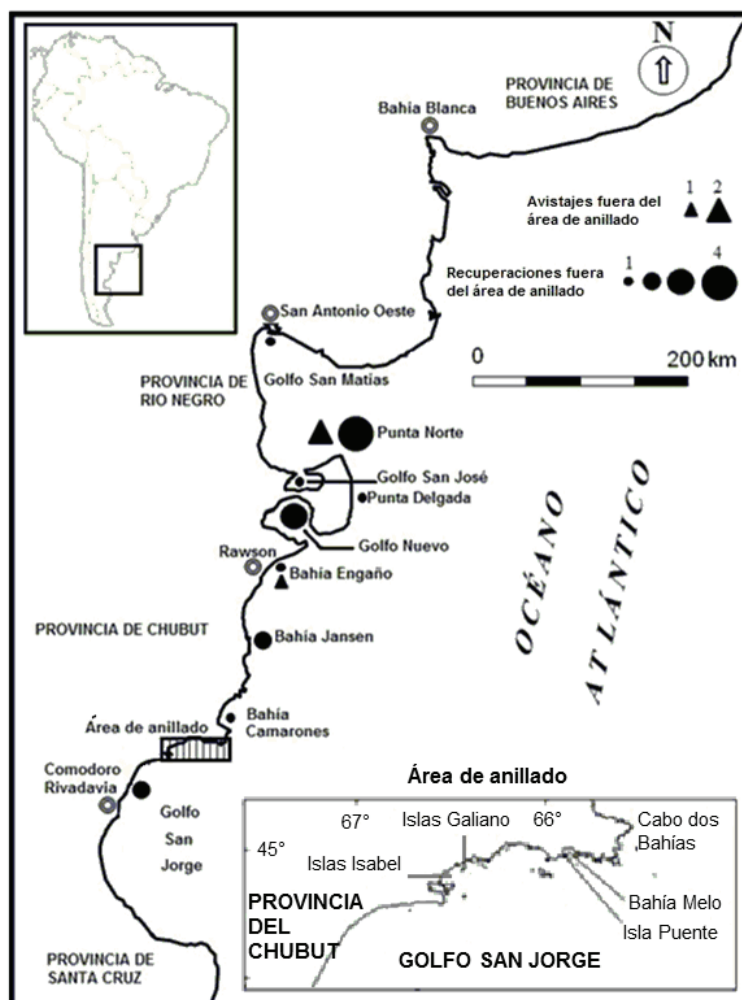 N
PROVINCIA DE
BUENOS AIRES
Bahía Blanca
1 2
Avistajes fuera del
área de anillado
1 4
Recuperaciones fuera
del área de anillado
San Antonio Oeste
0 200 km
Golfo San Matías
PROVINCIA DE
RIO NEGRO
Punta Norte
Golfo San José
Punta Delgada
Golfo Nuevo
Rawson
Bahía Engaño
OCÉANO
ATLÁNTICO
PROVINCIA DE CHUBUT
Bahía Jansen
Bahía
Camarones
Área de anillado
Comodoro
Rivadavia
Golfo
San
Jorge
PROVINCIA DE
SANTA CRUZ
Área de anillado
67° Islas Galiano 66°
Cabo dos
Bahías
45°
Islas Isabel
PROVINCIA
DEL
CHUBUT
Bahía Melo
Isla Puente
GOLFO SAN JORGE